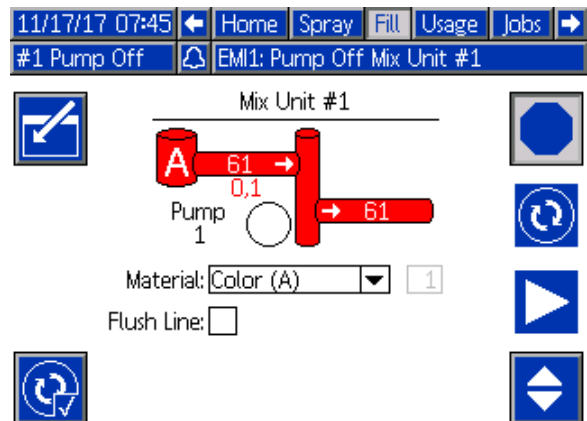 11/17/17 07:45 Home Spray Fill Usage Jobs
#1 Pump Off EMI1: Pump Off Mix Unit #1
Mix Unit #1
A 61
0,1
Pump
1
61
Material: Color (A) 1
Flush Line: